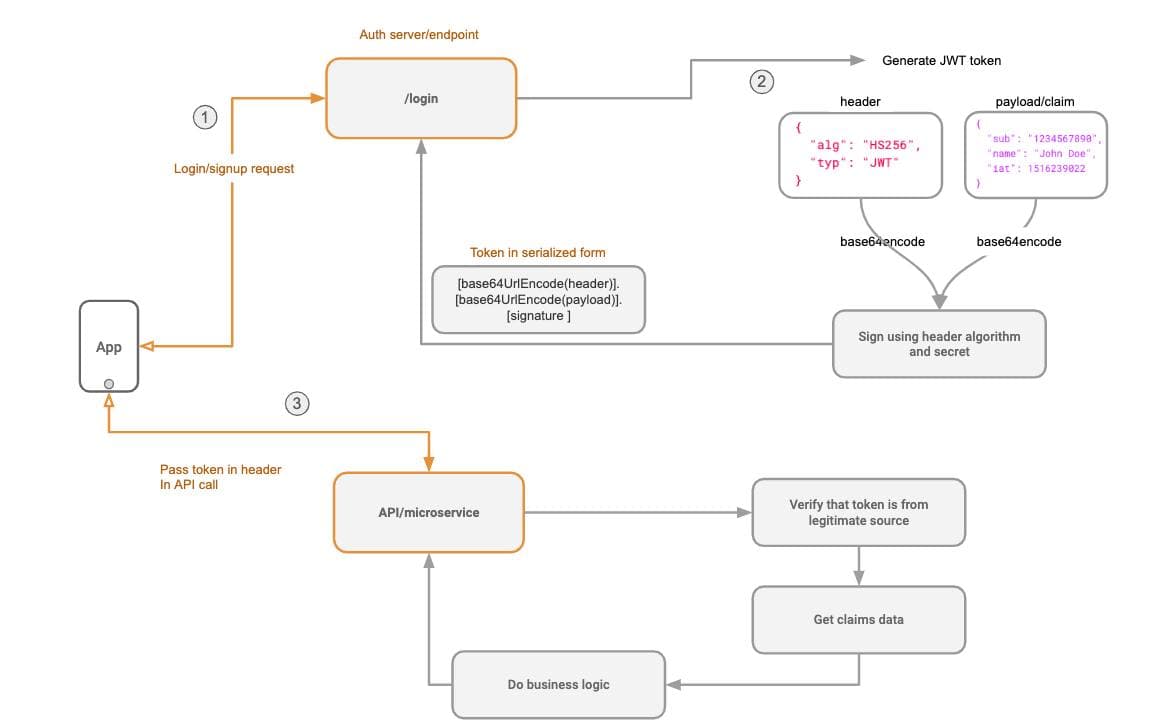 Auth server/endpoint
/login
1
Login/signup request
2
Generate JWT token
header
payload/claim
{
"alg": "HS256",
"typ": "JWT"
}
{
"sub": "1234567890",
"name": "John Doe",
"iat": 1516239022
}
base64encode
base64encode
Token in serialized form
[base64UrlEncode(header)].
[base64UrlEncode(payload)].
[signature ]
Sign using header algorithm
and secret
App
3
Pass token in header
In API call
API/microservice
Verify that token is from
legitimate source
Get claims data
Do business logic